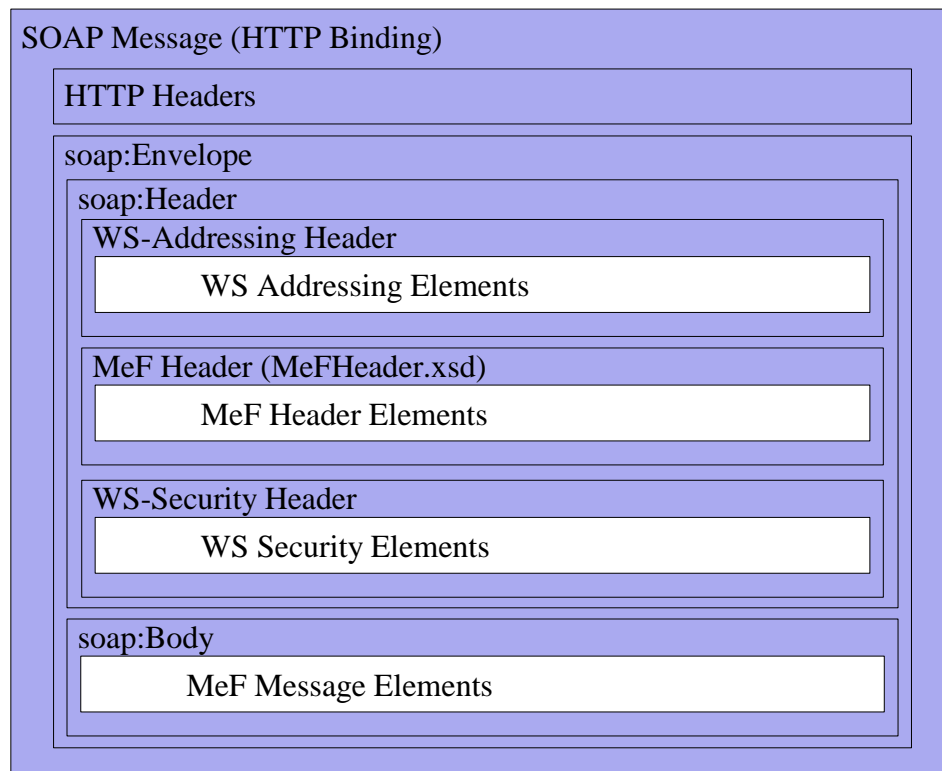 SOAP Message (HTTP Binding)
HTTP Headers
soap:Envelope
soap:Header
WS-Addressing Header
WS Addressing Elements
MeF Header (MeFHeader.xsd)
MeF Header Elements
WS-Security Header
WS Security Elements
soap:Body
MeF Message Elements